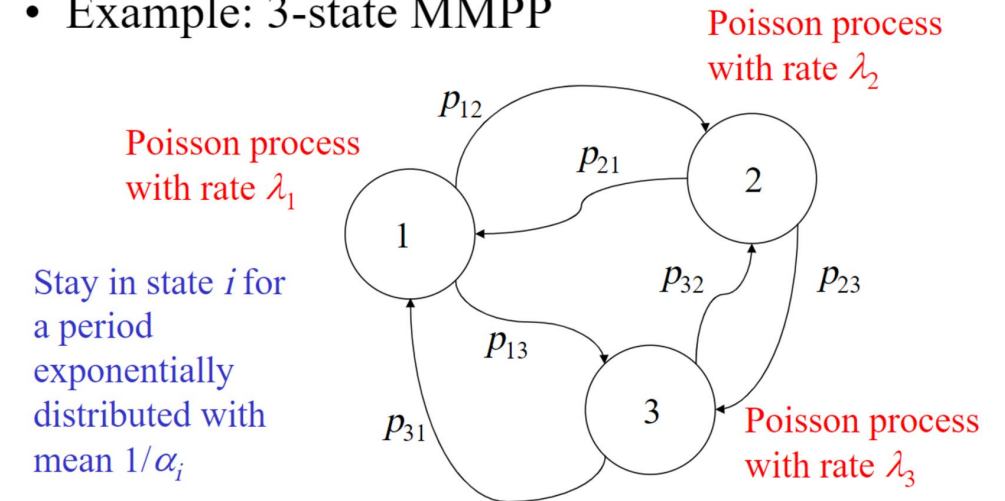 • Example: 3-state MMPP
Poisson process
with rate λ₂
p₁₂
Poisson process
with rate λ₁
p₂₁
2
1
Stay in state i for
a period
exponentially
distributed with
mean 1/αᵢ
p₃₂
p₂₃
p₁₃
3
p₃₁
Poisson process
with rate λ₃